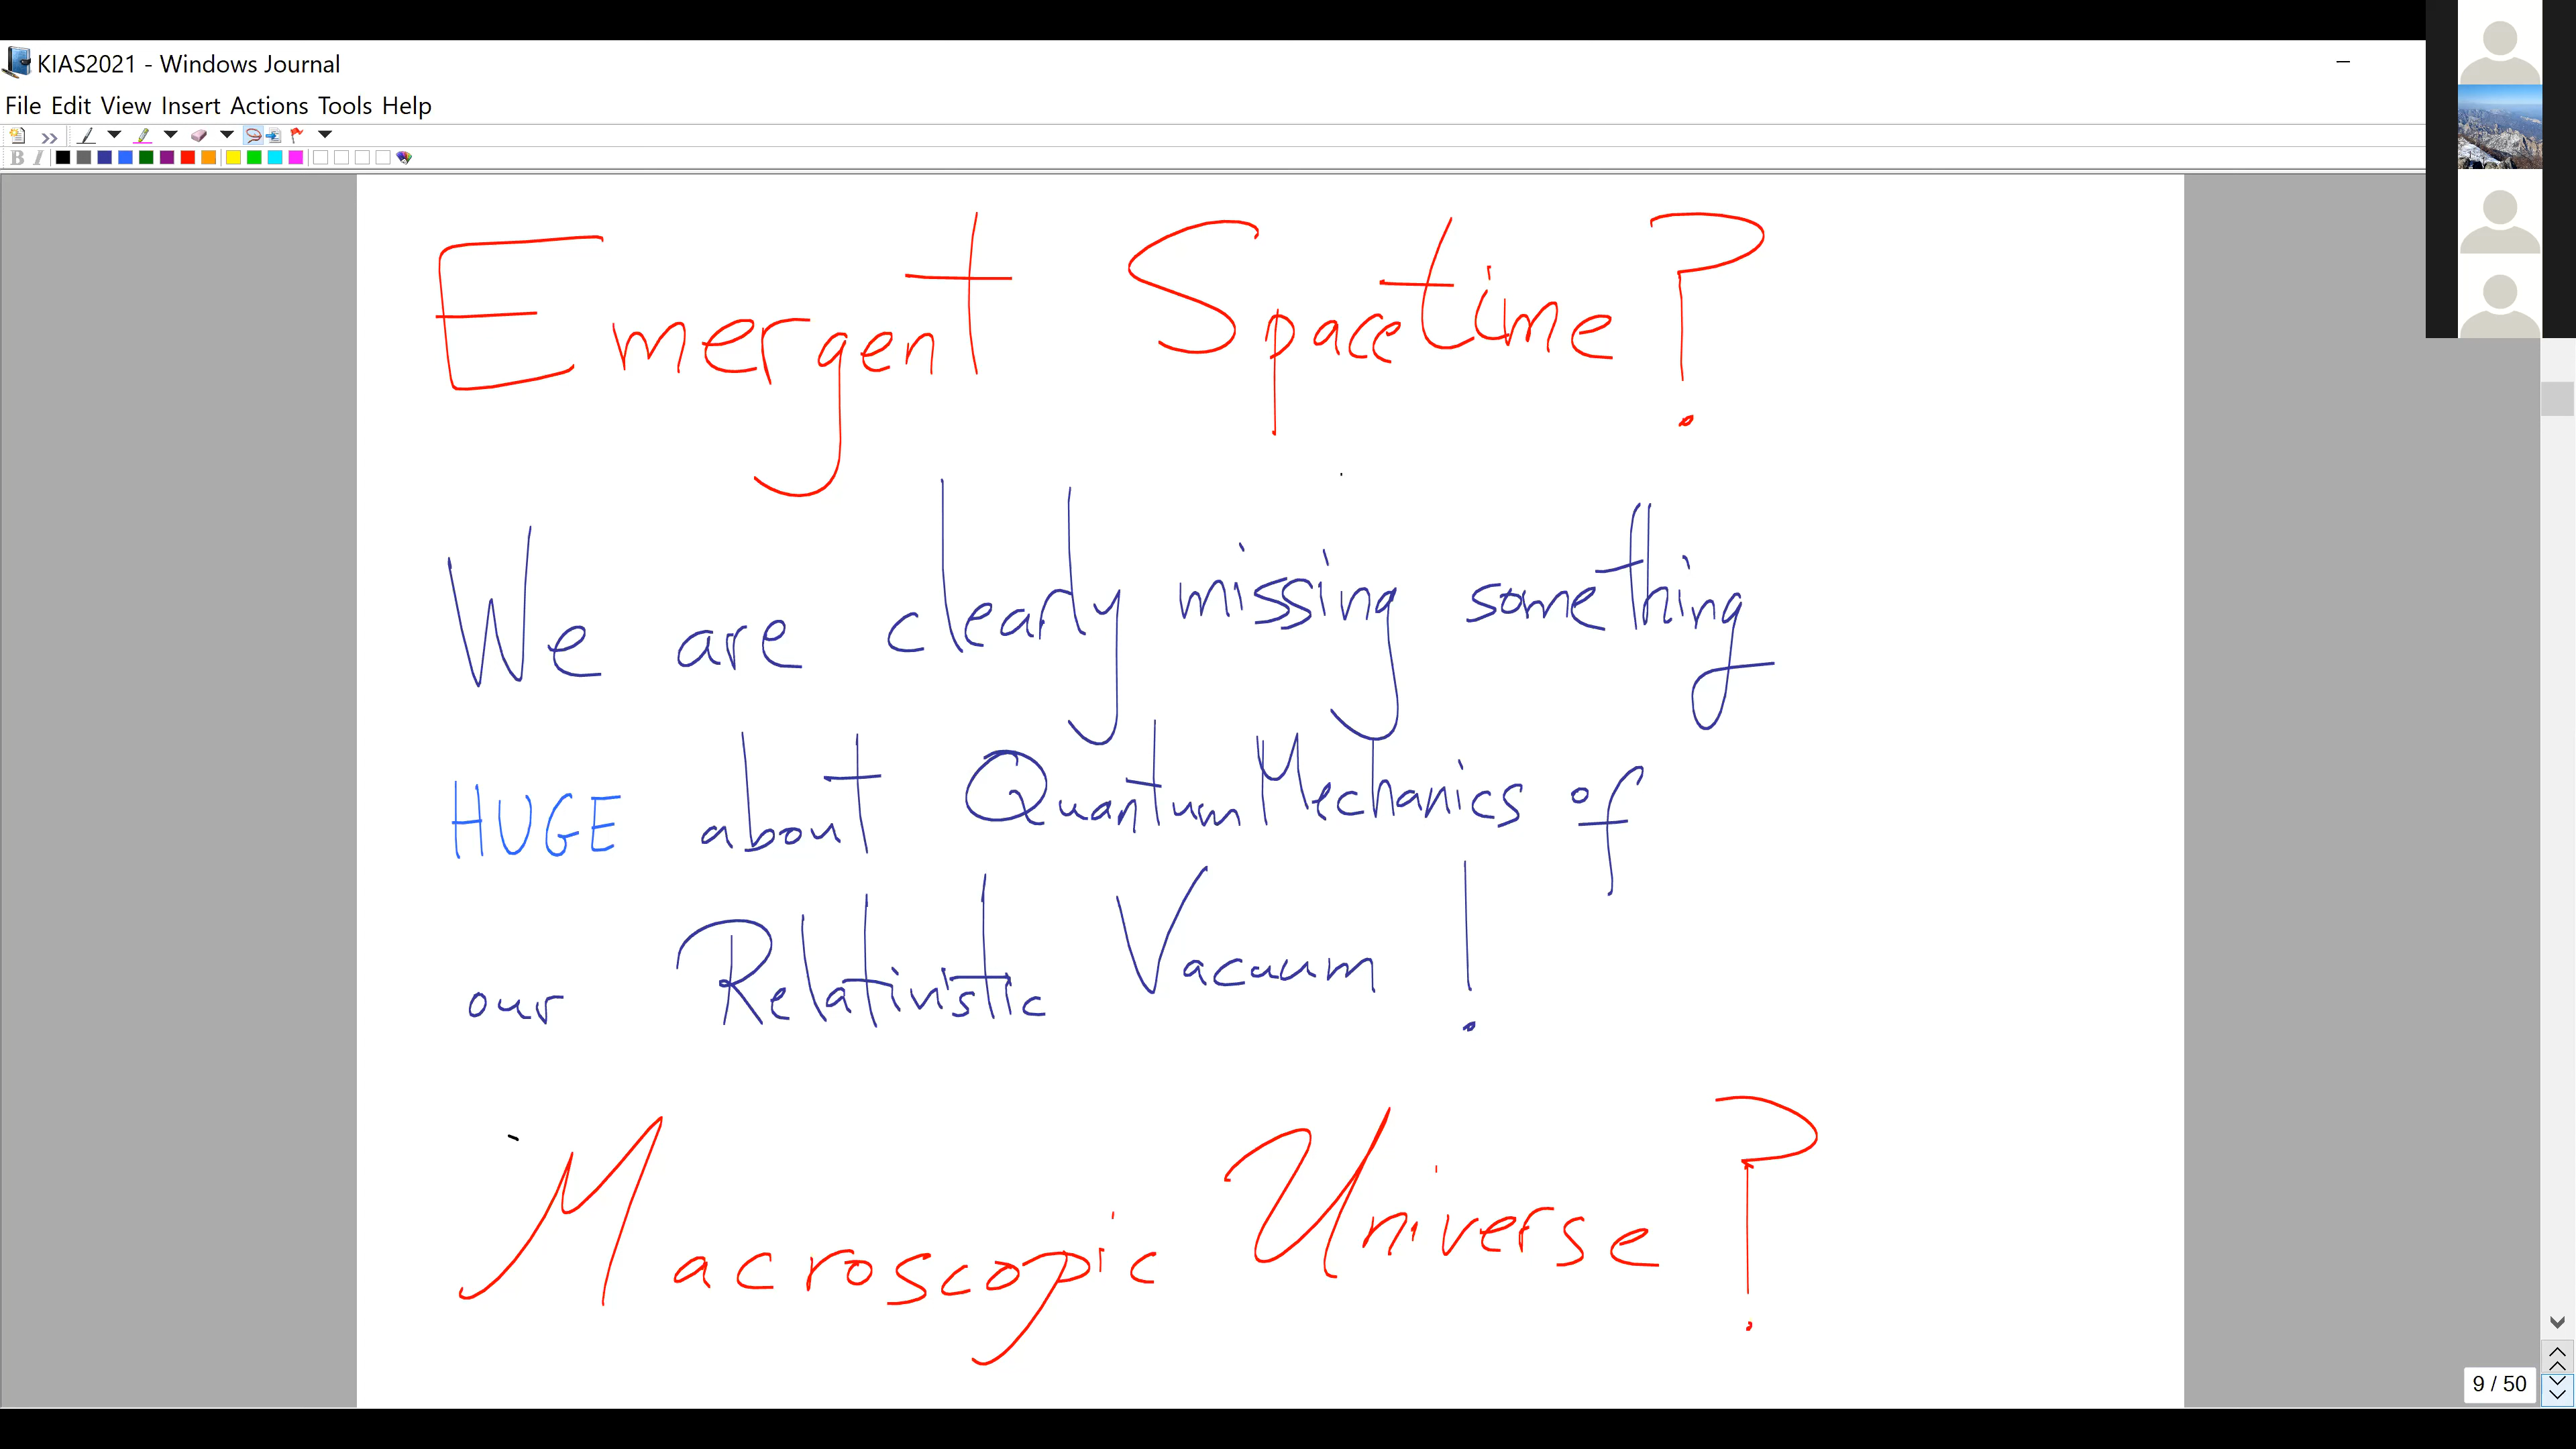 KIAS2021 - Windows Journal
File Edit View Insert Actions Tools Help
B I
Emergent Spacetime?
We are clearly missing something
HUGE about Quantum Mechanics of
our Relativistic Vacuum!
Macroscopic Universe?
9 / 50